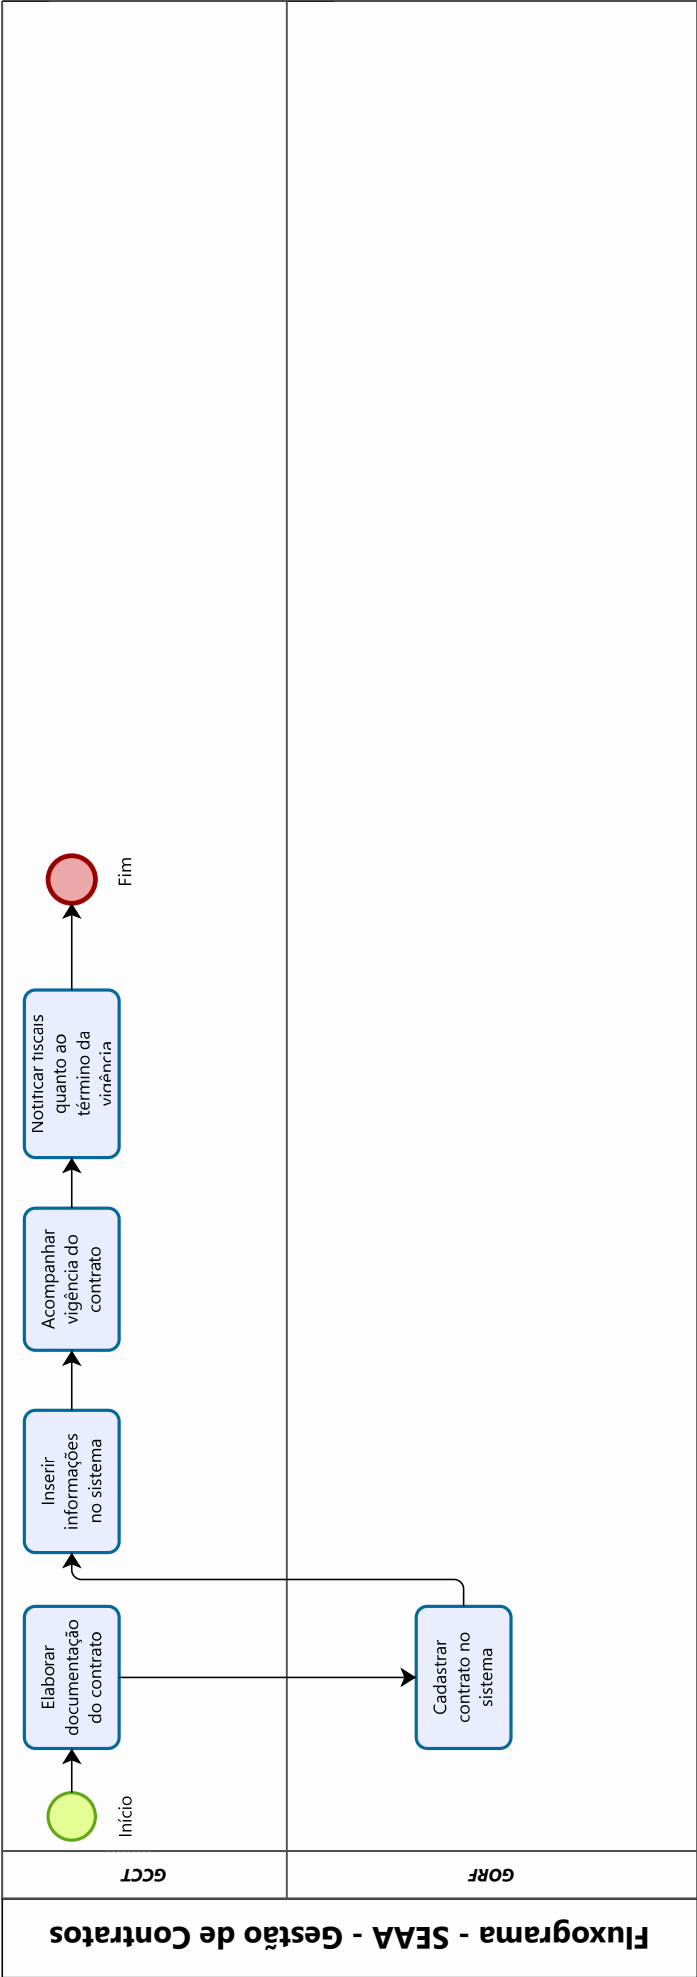 Fluxograma - SEAA - Gestão de Contratos
GCCT
GORF
Início
Elaborar
documentação
do contrato
Cadastrar
contrato no
sistema
Inserir
informações
no sistema
Acompanhar
vigência do
contrato
Notificar fiscais
quanto ao
término da
vigência
Fim